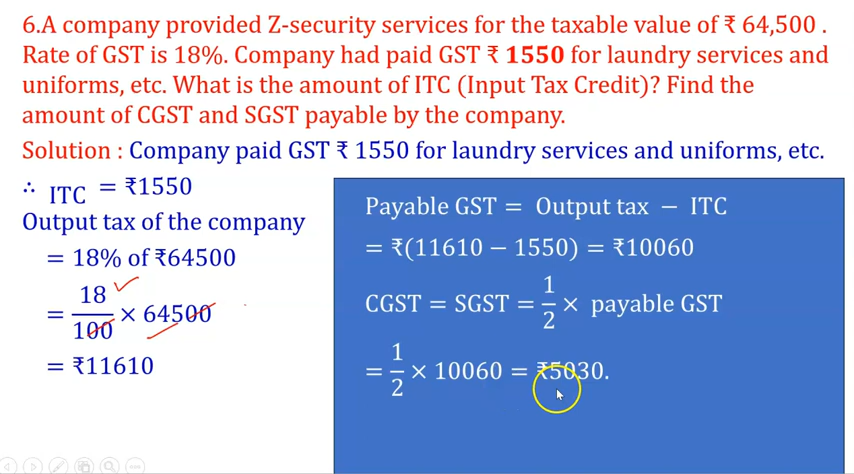 6.A company provided Z-security services for the taxable value of ₹ 64,500 .
Rate of GST is 18%. Company had paid GST ₹ 1550 for laundry services and
uniforms, etc. What is the amount of ITC (Input Tax Credit)? Find the
amount of CGST and SGST payable by the company.
Solution : Company paid GST ₹ 1550 for laundry services and uniforms, etc.
∴ ITC = ₹1550
Output tax of the company
= 18% of ₹64500
= 18/100 × 64500
= ₹11610
Payable GST = Output tax − ITC
= ₹(11610 − 1550) = ₹10060
CGST = SGST = 1/2 × payable GST
= 1/2 × 10060 = ₹5030.